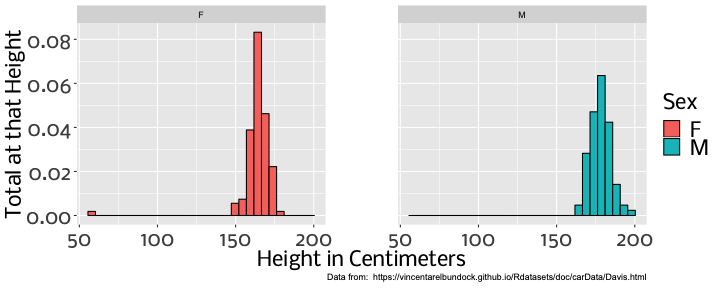 F
M
Total at that Height
0.08
0.06
0.04
0.02
0.00
50 100 150 200
50 100 150 200
Height in Centimeters
Sex
F
M
Data from: https://vincentarelbundock.github.io/Rdatasets/doc/carData/Davis.html